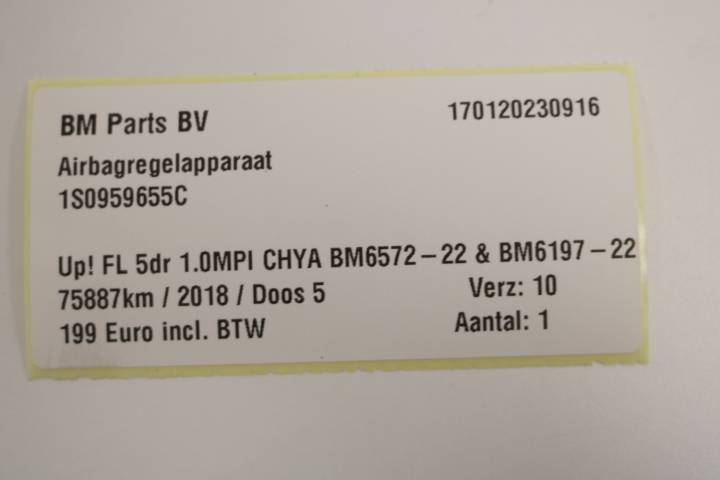 BM Parts BV 170120230916
Airbagregelapparaat
1S0959655C
Up! FL 5dr 1.0MPI CHYA BM6572-22 & BM6197-22
75887km / 2018 / Doos 5 Verz: 10
199 Euro incl. BTW Aantal: 1